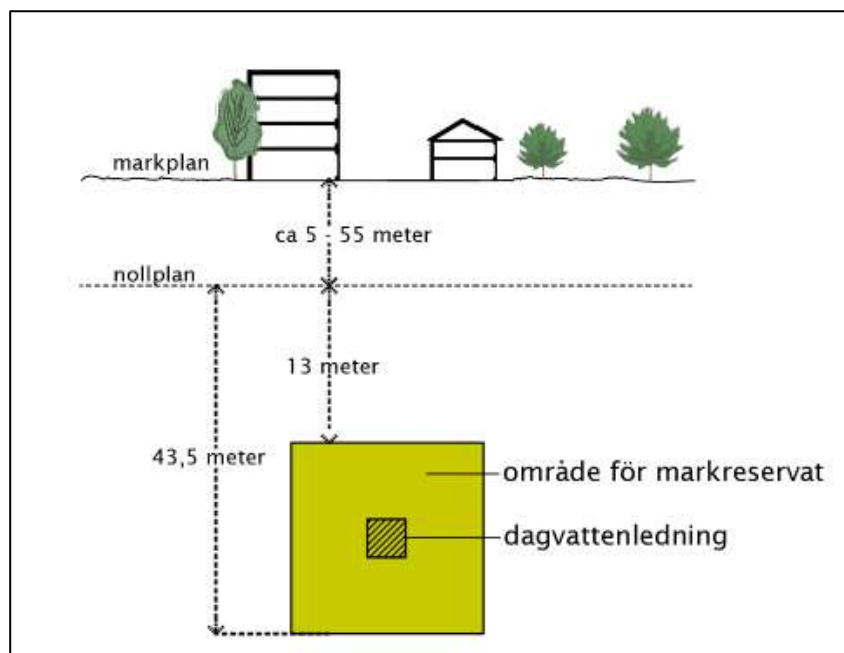 markplan
ca 5 - 55 meter
nollplan
13 meter
43,5 meter
område för markreservat
dagvattenledning